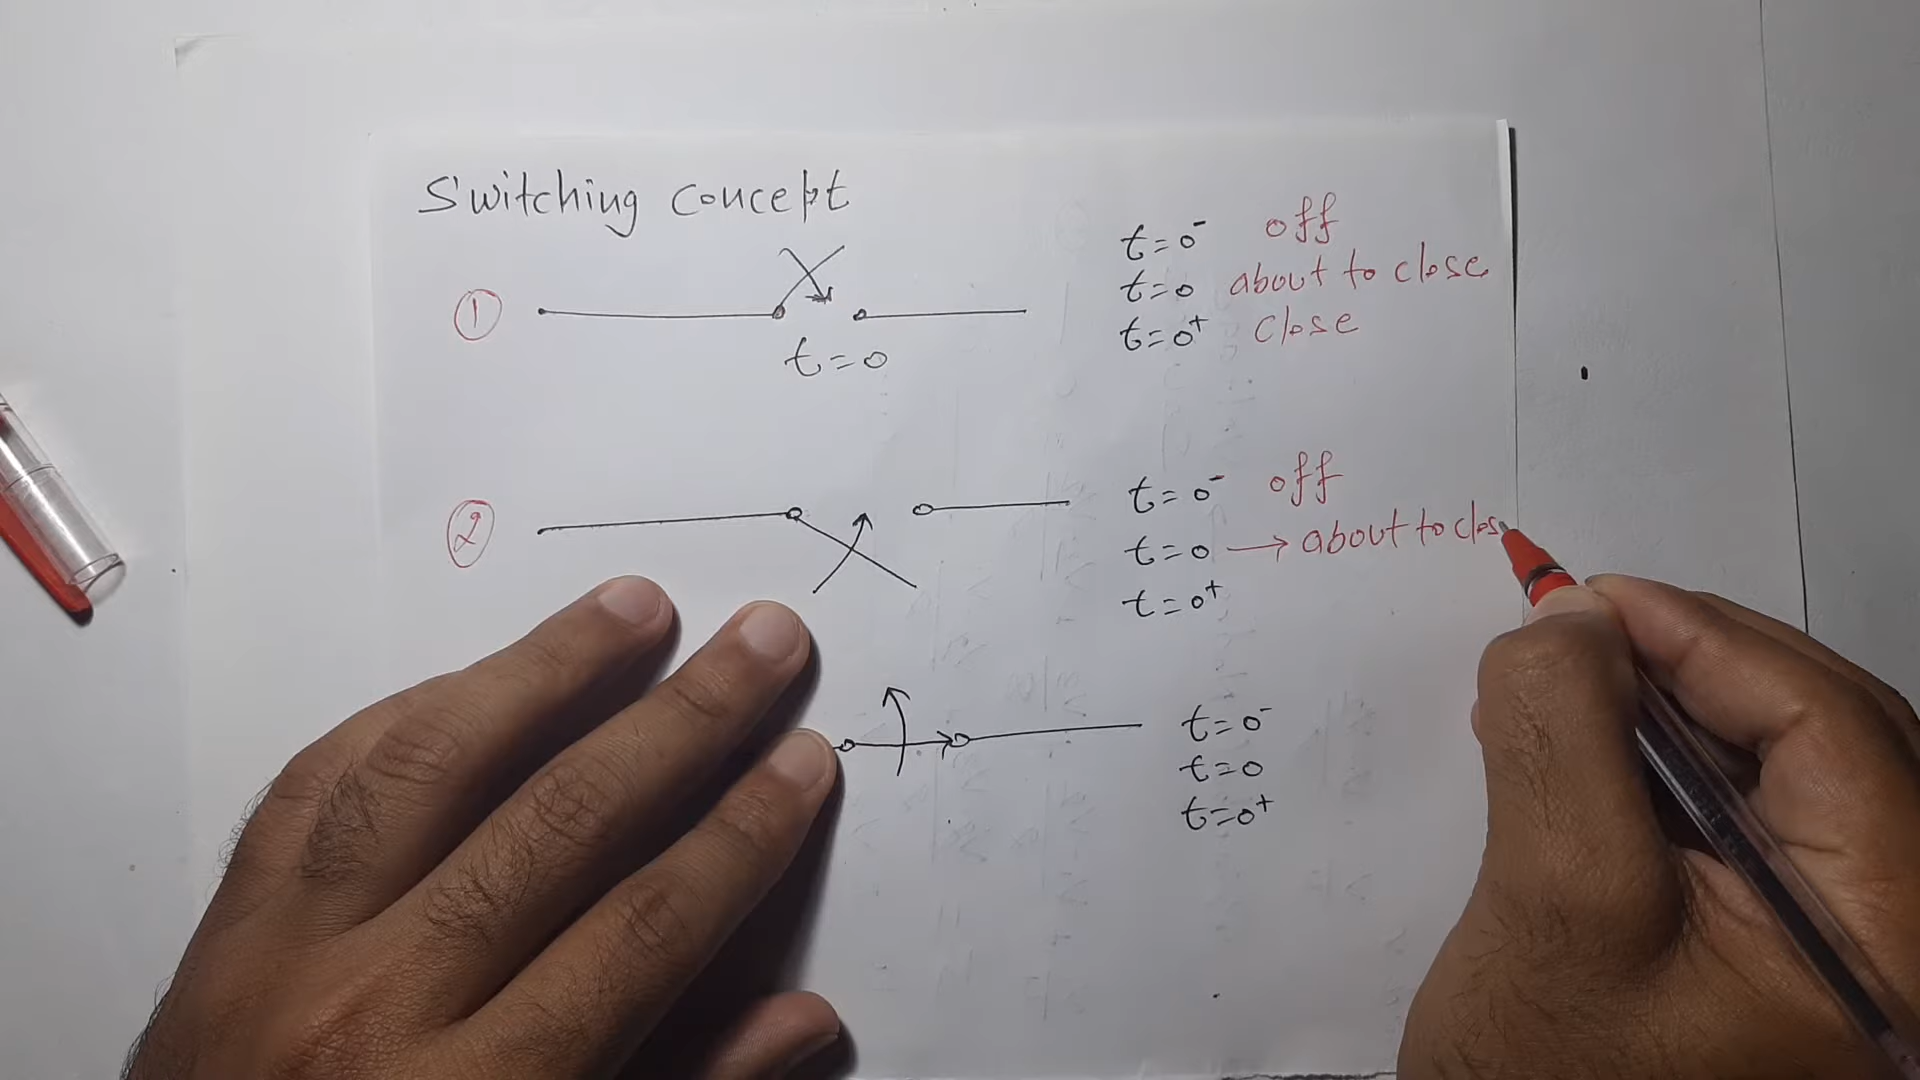 Switching concept
t=0⁻ off
t=0 about to close
t=0⁺ close
①
t=0
②
t=0⁻ off
t=0 → about to clos
t=0⁺
t=0⁻
t=0
t=0⁺